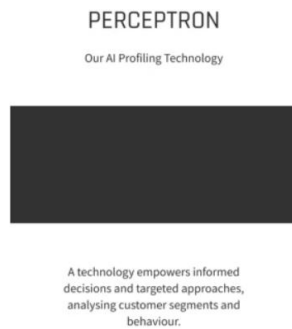 PERCEPTRON
Our AI Profiling Technology
A technology empowers informed
decisions and targeted approaches,
analysing customer segments and
behaviour.